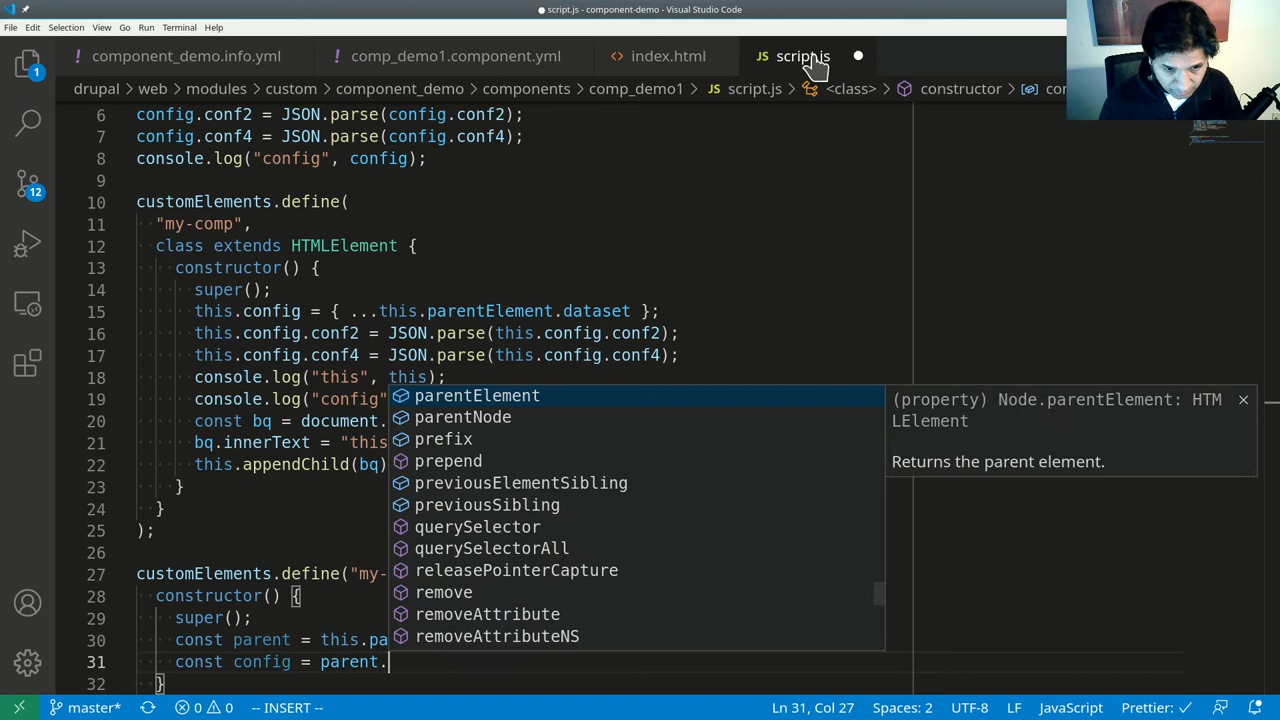 script.js - component-demo - Visual Studio Code
File Edit Selection View Go Run Terminal Help
component_demo.info.yml comp_demo1.component.yml index.html JS script.js
drupal > web > modules > custom > component_demo > components > comp_demo1 > JS script.js > <class> > constructor >
6 config.conf2 = JSON.parse(config.conf2);
7 config.conf4 = JSON.parse(config.conf4);
8 console.log("config", config);
9
10 customElements.define(
11 "my-comp",
12 class extends HTMLElement {
13 constructor() {
14 super();
15 this.config = { ...this.parentElement.dataset };
16 this.config.conf2 = JSON.parse(this.config.conf2);
17 this.config.conf4 = JSON.parse(this.config.conf4);
18 console.log("this", this);
19 console.log("config"
20 const bq = document.
21 bq.innerText = "this
22 this.appendChild(bq)
23 }
24 }
25 );
26
27 customElements.define("my-
28 constructor() {
29 super();
30 const parent = this.pa
31 const config = parent.
32 }
parentElement
parentNode
prefix
prepend
previousElementSibling
previousSibling
querySelector
querySelectorAll
releasePointerCapture
remove
removeAttribute
removeAttributeNS
(property) Node.parentElement: HTM
LElement
Returns the parent element.
1
12
master* 0 0 -- INSERT -- Ln 31, Col 27 Spaces: 2 UTF-8 LF JavaScript Prettier: ✓